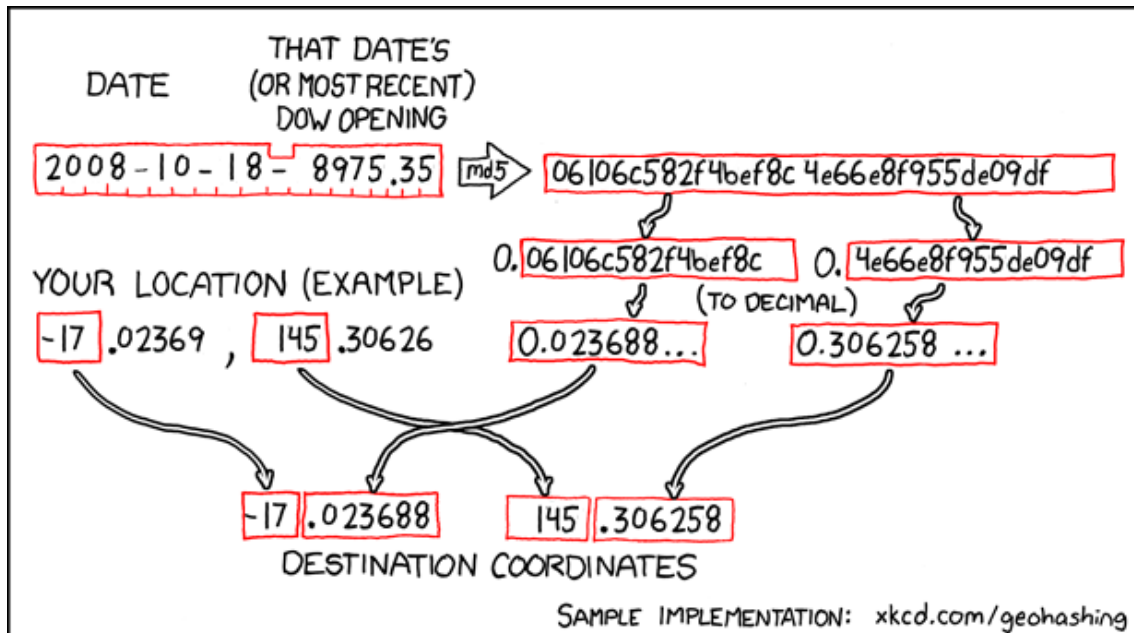 DATE
THAT DATE'S
(OR MOST RECENT)
DOW OPENING
2008-10-18- 8975.35
md5
06106c582f4bef8c4e66e8f955de09df
0.06106c582f4bef8c
0.4e66e8f955de09df
YOUR LOCATION (EXAMPLE)
(TO DECIMAL)
-17.02369, 145.30626
0.023688...
0.306258 ...
-17.023688
145.306258
DESTINATION COORDINATES
SAMPLE IMPLEMENTATION: xkcd.com/geohashing